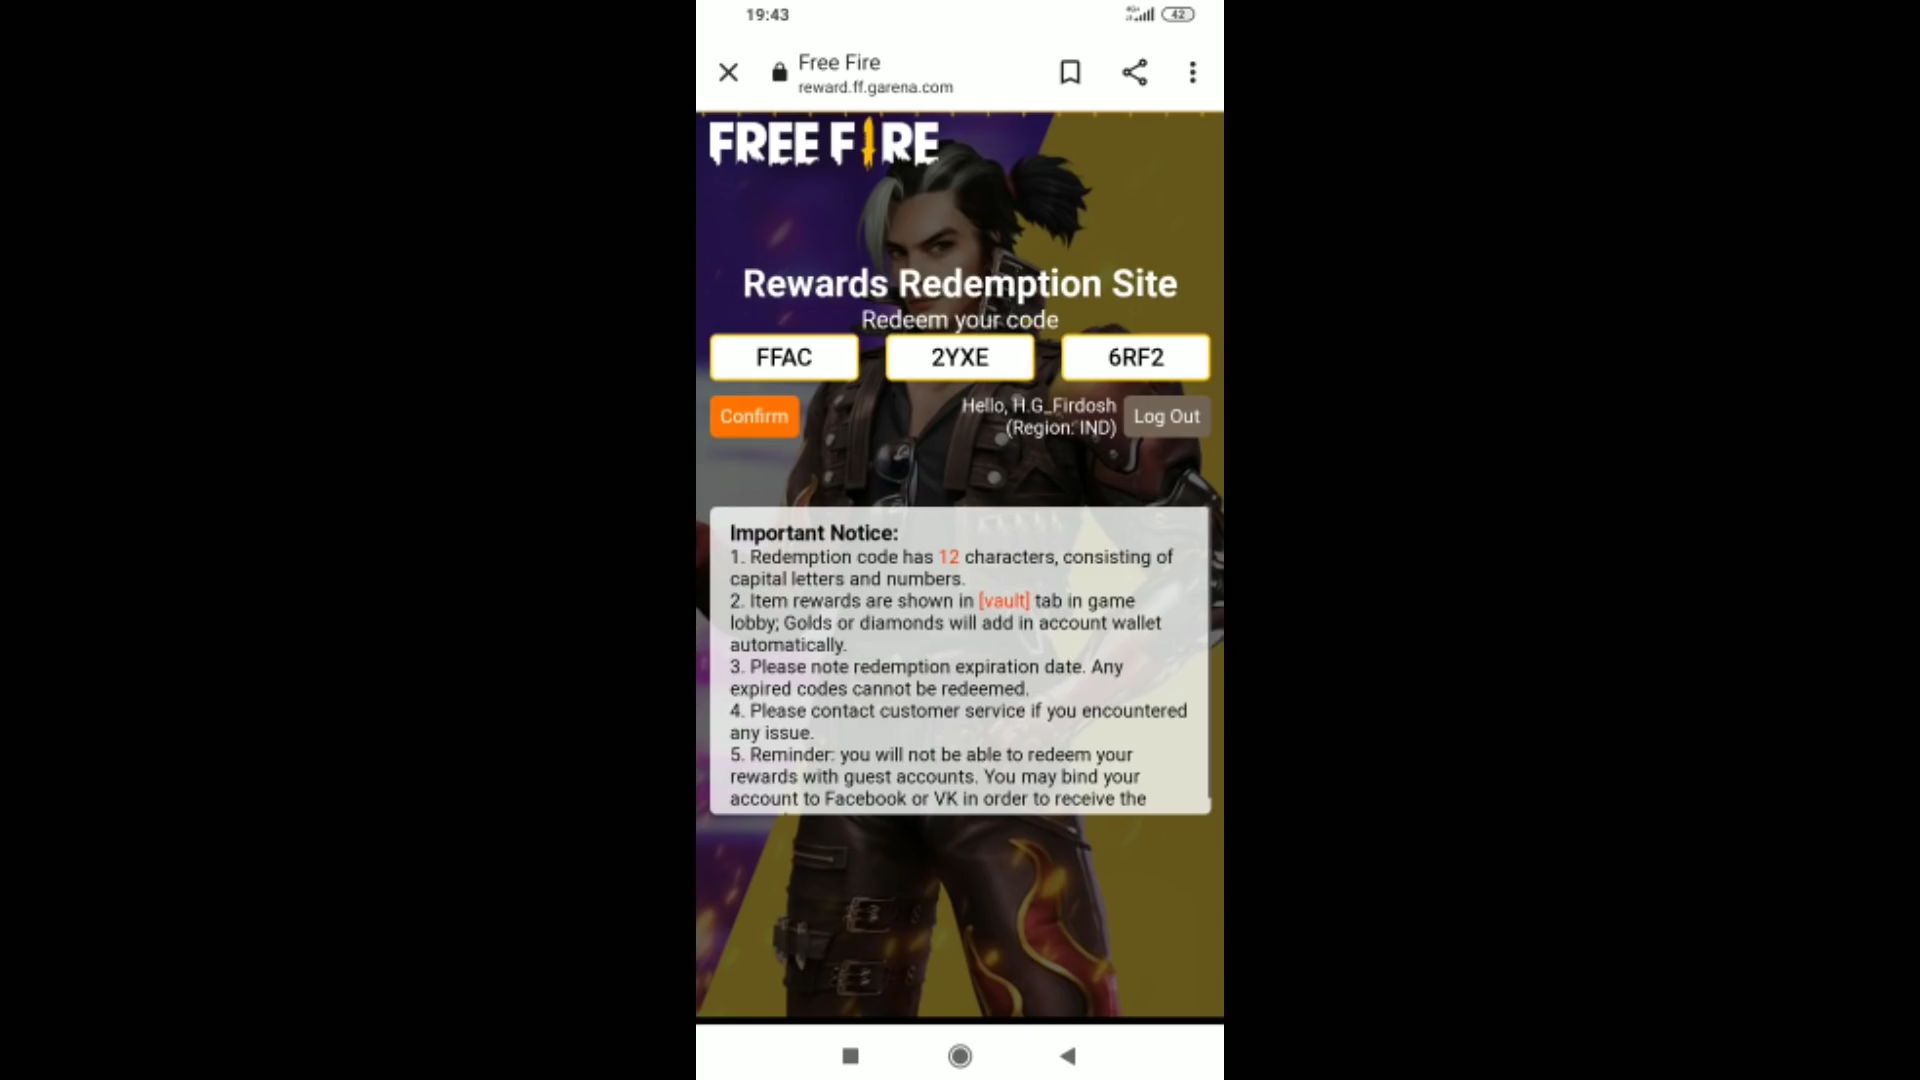 19:43
4G+
42
Free Fire
reward.ff.garena.com
FREE FIRE
Rewards Redemption Site
Redeem your code
FFAC 2YXE 6RF2
Confirm
Hello, H.G_Firdosh
(Region: IND)
Log Out
Important Notice:
1. Redemption code has 12 characters, consisting of
capital letters and numbers.
2. Item rewards are shown in [vault] tab in game
lobby; Golds or diamonds will add in account wallet
automatically.
3. Please note redemption expiration date. Any
expired codes cannot be redeemed.
4. Please contact customer service if you encountered
any issue.
5. Reminder: you will not be able to redeem your
rewards with guest accounts. You may bind your
account to Facebook or VK in order to receive the